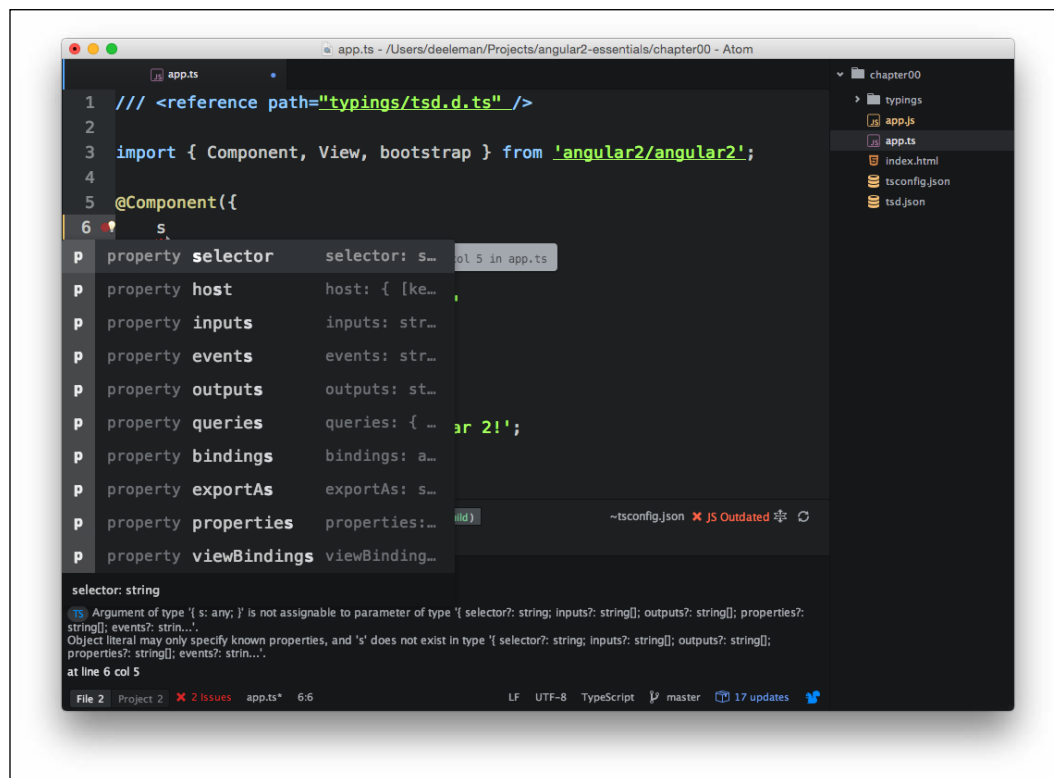 app.ts - /Users/deeleman/Projects/angular2-essentials/chapter00 - Atom
app.ts
1 /// <reference path="typings/tsd.d.ts" />
2
3 import { Component, View, bootstrap } from 'angular2/angular2';
4
5 @Component({
6 s
p property selector selector: s…
ol 5 in app.ts
p property host host: { [ke…
'
p property inputs inputs: str…
p property events events: str…
p property outputs outputs: st…
p property queries queries: { …
ar 2!';
p property bindings bindings: a…
p property exportAs exportAs: s…
p property properties properties:…
ild)
~tsconfig.json JS Outdated
p property viewBindings viewBinding…
selector: string
TS Argument of type '{ s: any; }' is not assignable to parameter of type '{ selector?: string; inputs?: string[]; outputs?: string[]; properties?:
string[]; events?: strin...'.
Object literal may only specify known properties, and 's' does not exist in type '{ selector?: string; inputs?: string[]; outputs?: string[];
properties?: string[]; events?: strin...'.
at line 6 col 5
File 2 Project 2 2 Issues app.ts* 6:6 LF UTF-8 TypeScript master 17 updates
chapter00
typings
JS app.js
JS app.ts
index.html
tsconfig.json
tsd.json